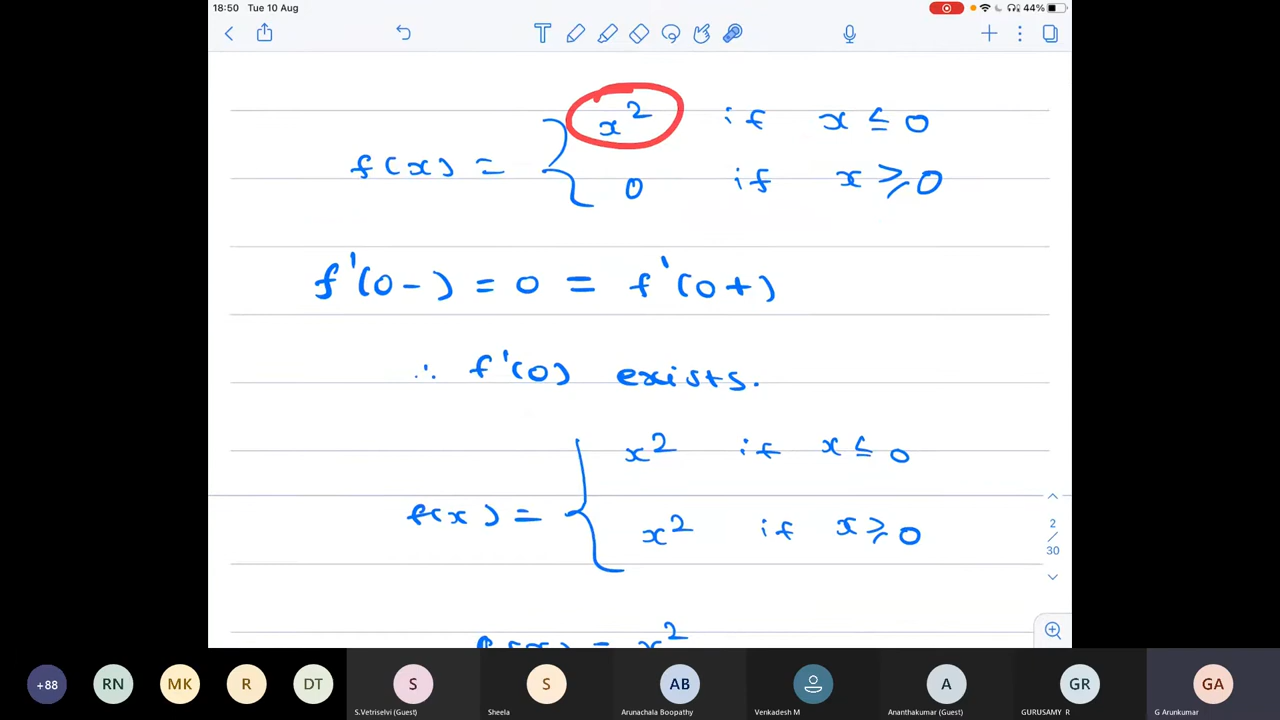 18:50 Tue 10 Aug 44%
x² if x ≤ 0
f(x) =
0 if x ≥ 0
f'(0-) = 0 = f'(0+)
∴ f'(0) exists.
x² if x ≤ 0
f(x) =
x² if x ≥ 0
2
/
30
f(x) = x²
+88 RN MK R DT S S AB A GR GA
S.Vetriselvi (Guest) Sheela Arunachala Boopathy Venkadesh M Ananthakumar (Guest) GURUSAMY R G Arunkumar